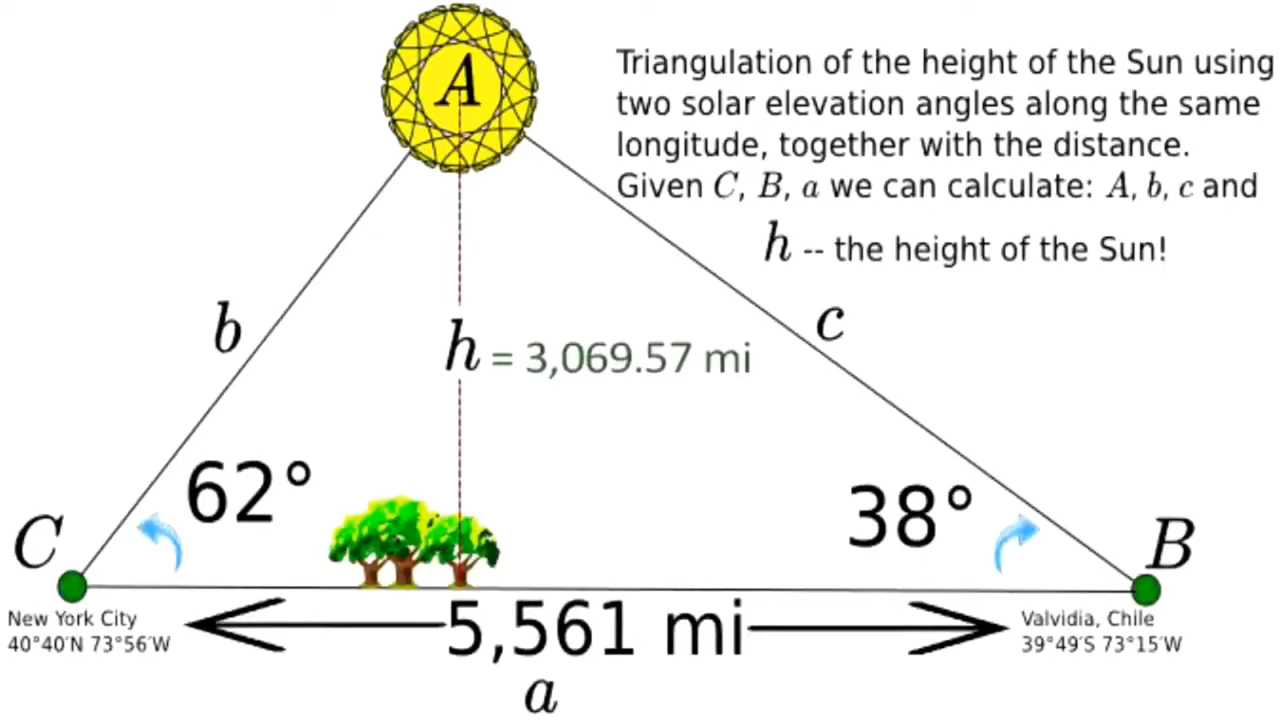 A
Triangulation of the height of the Sun using
two solar elevation angles along the same
longitude, together with the distance.
Given C, B, a we can calculate: A, b, c and
h -- the height of the Sun!
b
c
h = 3,069.57 mi
62°
38°
C
B
New York City
40°40′N 73°56′W
5,561 mi
Valvidia, Chile
39°49′S 73°15′W
a